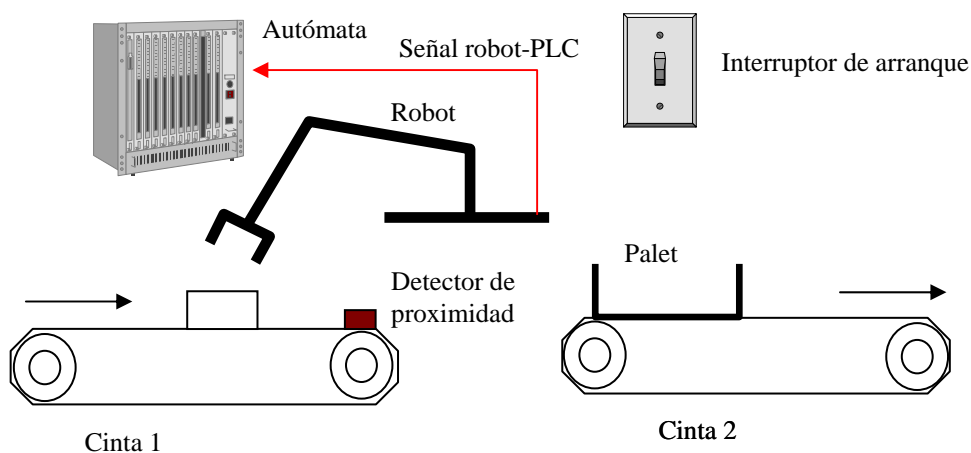 Autómata
Señal robot-PLC
Interruptor de arranque
Robot
Palet
Detector de
proximidad
Cinta 1
Cinta 2